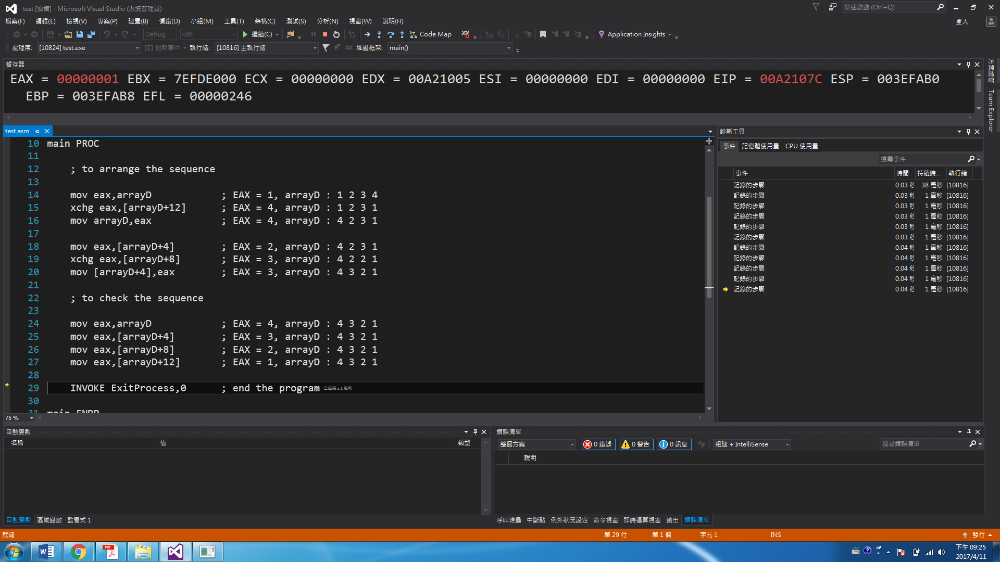 test [偵錯] - Microsoft Visual Studio (系統管理員)
快速啟動 (Ctrl+Q)
檔案(F) 編輯(E) 檢視(V) 專案(P) 建置(B) 偵錯(D) 小組(M) 工具(T) 架構(C) 測試(S) 分析(N) 視窗(W) 說明(H) 登入
Debug x86 繼續(C) Code Map Application Insights
處理序: [10824] test.exe 週期事件 執行緒: [10816] 主執行緒 堆疊框架: main()
暫存器
EAX = 00000001 EBX = 7EFDE000 ECX = 00000000 EDX = 00A21005 ESI = 00000000 EDI = 00000000 EIP = 00A2107C ESP = 003EFAB0
EBP = 003EFAB8 EFL = 00000246
方案總管
Team Explorer
test.asm
10 main PROC
11
12 ; to arrange the sequence
13
14 mov eax,arrayD ; EAX = 1, arrayD : 1 2 3 4
15 xchg eax,[arrayD+12] ; EAX = 4, arrayD : 1 2 3 1
16 mov arrayD,eax ; EAX = 4, arrayD : 4 2 3 1
17
18 mov eax,[arrayD+4] ; EAX = 2, arrayD : 4 2 3 1
19 xchg eax,[arrayD+8] ; EAX = 3, arrayD : 4 2 2 1
20 mov [arrayD+4],eax ; EAX = 3, arrayD : 4 3 2 1
21
22 ; to check the sequence
23
24 mov eax,arrayD ; EAX = 4, arrayD : 4 3 2 1
25 mov eax,[arrayD+4] ; EAX = 3, arrayD : 4 3 2 1
26 mov eax,[arrayD+8] ; EAX = 2, arrayD : 4 3 2 1
27 mov eax,[arrayD+12] ; EAX = 1, arrayD : 4 3 2 1
28
29 INVOKE ExitProcess,0 ; end the program 已經過 ≤ 1 毫秒
30
31 main ENDP
75 %
診斷工具
事件 記憶體使用量 CPU 使用量
搜尋事件
事件 時間 持續時... 執行緒
記錄的步驟 0.03 秒 38 毫秒 [10816]
記錄的步驟 0.03 秒 1 毫秒 [10816]
記錄的步驟 0.03 秒 1 毫秒 [10816]
記錄的步驟 0.03 秒 1 毫秒 [10816]
記錄的步驟 0.03 秒 1 毫秒 [10816]
記錄的步驟 0.03 秒 1 毫秒 [10816]
記錄的步驟 0.04 秒 1 毫秒 [10816]
記錄的步驟 0.04 秒 1 毫秒 [10816]
記錄的步驟 0.04 秒 1 毫秒 [10816]
記錄的步驟 0.04 秒 1 毫秒 [10816]
記錄的步驟 0.04 秒 1 毫秒 [10816]
自動變數
名稱 值 類型
自動變數 區域變數 監看式 1
錯誤清單
整個方案 0 錯誤 0 警告 0 訊息 組建 + IntelliSense 搜尋錯誤清單
說明
呼叫堆疊 中斷點 例外狀況設定 命令視窗 即時運算視窗 輸出 錯誤清單
就緒 第 29 行 第 1 欄 字元 1 INS 發行
下午 09:25
2017/4/11